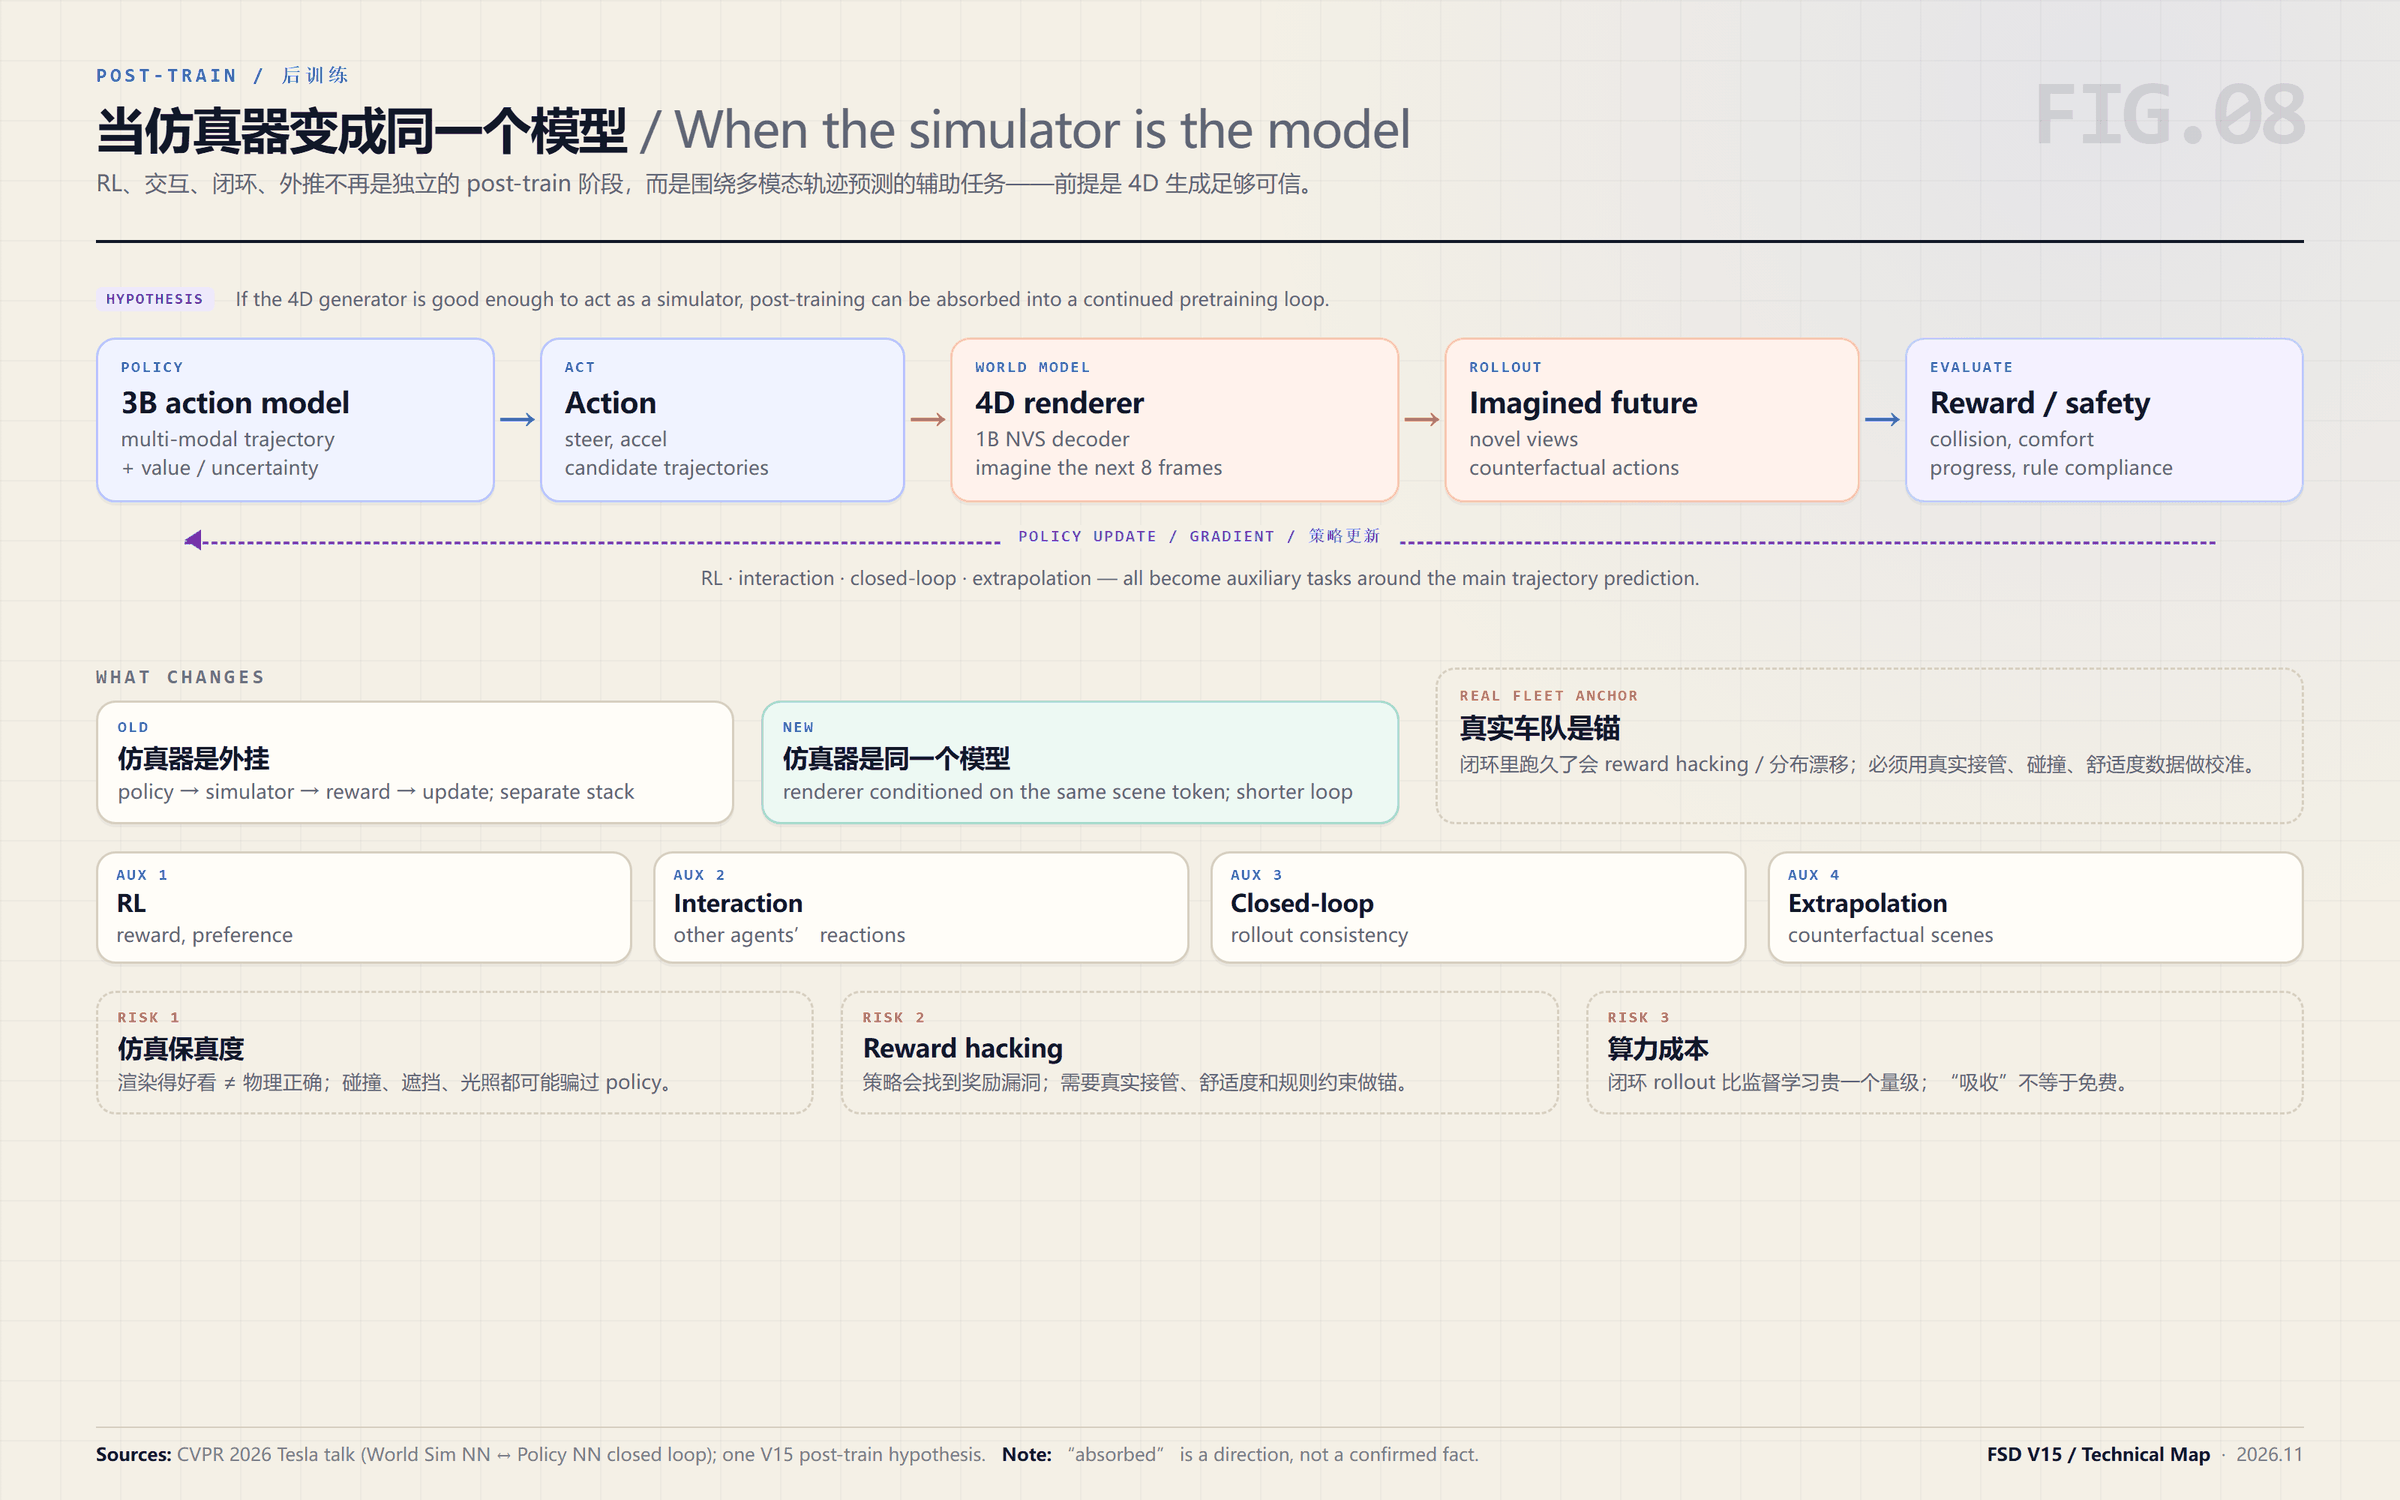 POST-TRAIN / 后训练
FIG.08
当仿真器变成同一个模型 / When the simulator is the model
RL、交互、闭环、外推不再是独立的 post-train 阶段，而是围绕多模态轨迹预测的辅助任务——前提是 4D 生成足够可信。
HYPOTHESIS If the 4D generator is good enough to act as a simulator, post-training can be absorbed into a continued pretraining loop.
POLICY
3B action model
multi-modal trajectory
+ value / uncertainty
→
ACT
Action
steer, accel
candidate trajectories
→
WORLD MODEL
4D renderer
1B NVS decoder
imagine the next 8 frames
→
ROLLOUT
Imagined future
novel views
counterfactual actions
→
EVALUATE
Reward / safety
collision, comfort
progress, rule compliance
POLICY UPDATE / GRADIENT / 策略更新
RL · interaction · closed-loop · extrapolation — all become auxiliary tasks around the main trajectory prediction.
WHAT CHANGES
OLD
仿真器是外挂
policy → simulator → reward → update; separate stack
NEW
仿真器是同一个模型
renderer conditioned on the same scene token; shorter loop
REAL FLEET ANCHOR
真实车队是锚
闭环里跑久了会 reward hacking / 分布漂移；必须用真实接管、碰撞、舒适度数据做校准。
AUX 1
RL
reward, preference
AUX 2
Interaction
other agents’ reactions
AUX 3
Closed-loop
rollout consistency
AUX 4
Extrapolation
counterfactual scenes
RISK 1
仿真保真度
渲染得好看 ≠ 物理正确；碰撞、遮挡、光照都可能骗过 policy。
RISK 2
Reward hacking
策略会找到奖励漏洞；需要真实接管、舒适度和规则约束做锚。
RISK 3
算力成本
闭环 rollout 比监督学习贵一个量级；“吸收”不等于免费。
Sources: CVPR 2026 Tesla talk (World Sim NN ↔ Policy NN closed loop); one V15 post-train hypothesis. Note: “absorbed” is a direction, not a confirmed fact.
FSD V15 / Technical Map · 2026.11